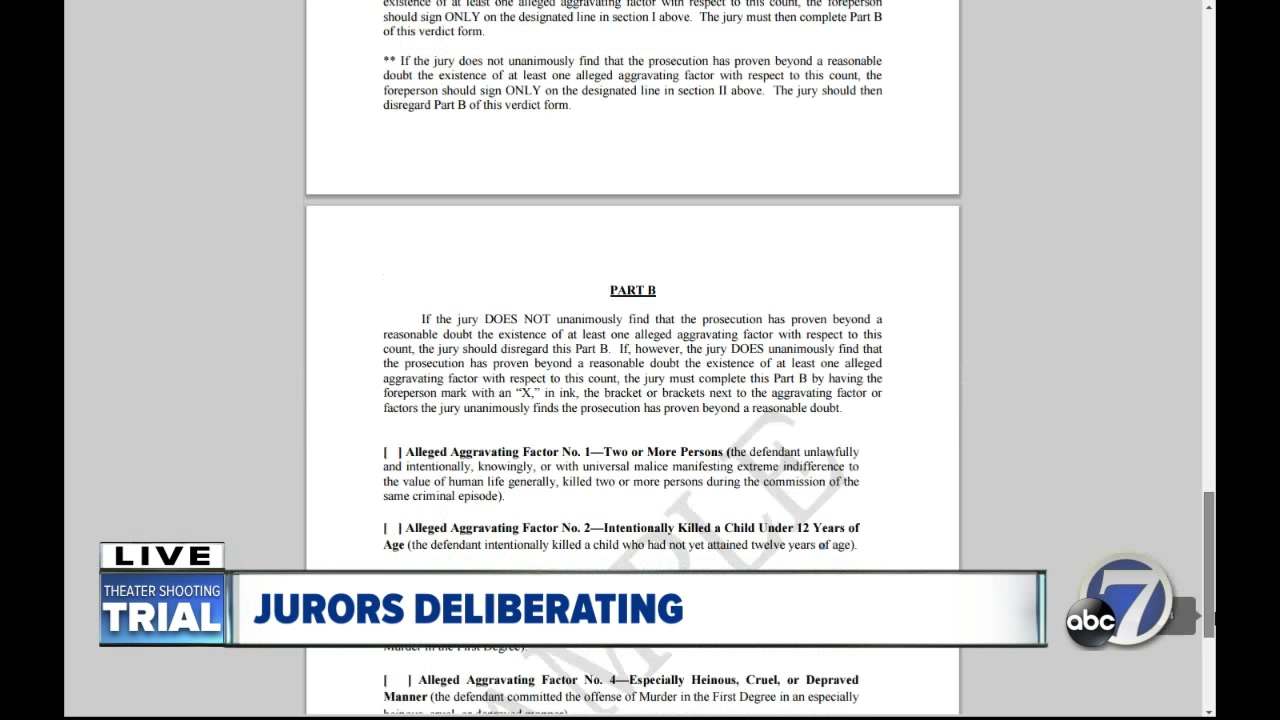 existence of at least one alleged aggravating factor with respect to this count, the foreperson
should sign ONLY on the designated line in section I above. The jury must then complete Part B
of this verdict form.
** If the jury does not unanimously find that the prosecution has proven beyond a reasonable
doubt the existence of at least one alleged aggravating factor with respect to this count, the
foreperson should sign ONLY on the designated line in section II above. The jury should then
disregard Part B of this verdict form.
PART B
If the jury DOES NOT unanimously find that the prosecution has proven beyond a
reasonable doubt the existence of at least one alleged aggravating factor with respect to this
count, the jury should disregard this Part B. If, however, the jury DOES unanimously find that
the prosecution has proven beyond a reasonable doubt the existence of at least one alleged
aggravating factor with respect to this count, the jury must complete this Part B by having the
foreperson mark with an “X,” in ink, the bracket or brackets next to the aggravating factor or
factors the jury unanimously finds the prosecution has proven beyond a reasonable doubt.
[ ] Alleged Aggravating Factor No. 1—Two or More Persons (the defendant unlawfully
and intentionally, knowingly, or with universal malice manifesting extreme indifference to
the value of human life generally, killed two or more persons during the commission of the
same criminal episode).
[ ] Alleged Aggravating Factor No. 2—Intentionally Killed a Child Under 12 Years of
Age (the defendant intentionally killed a child who had not yet attained twelve years of age).
LIVE
THEATER SHOOTING
TRIAL
JURORS DELIBERATING
abc 7
Murder in the First Degree).
[ ] Alleged Aggravating Factor No. 4—Especially Heinous, Cruel, or Depraved
Manner (the defendant committed the offense of Murder in the First Degree in an especially
heinous, cruel, or depraved manner)
AMPLE